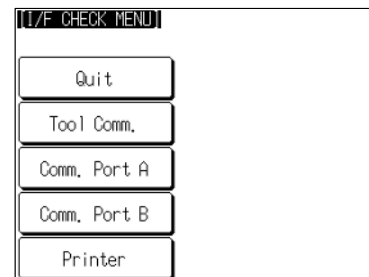 [I/F CHECK MENU]
Quit
Tool Comm.
Comm. Port A
Comm. Port B
Printer